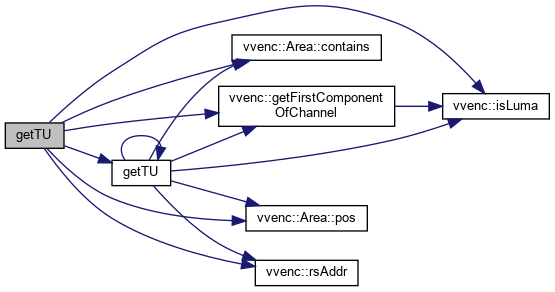 getTU
vvenc::Area::contains
vvenc::getFirstComponent
OfChannel
vvenc::isLuma
getTU
vvenc::Area::pos
vvenc::rsAddr